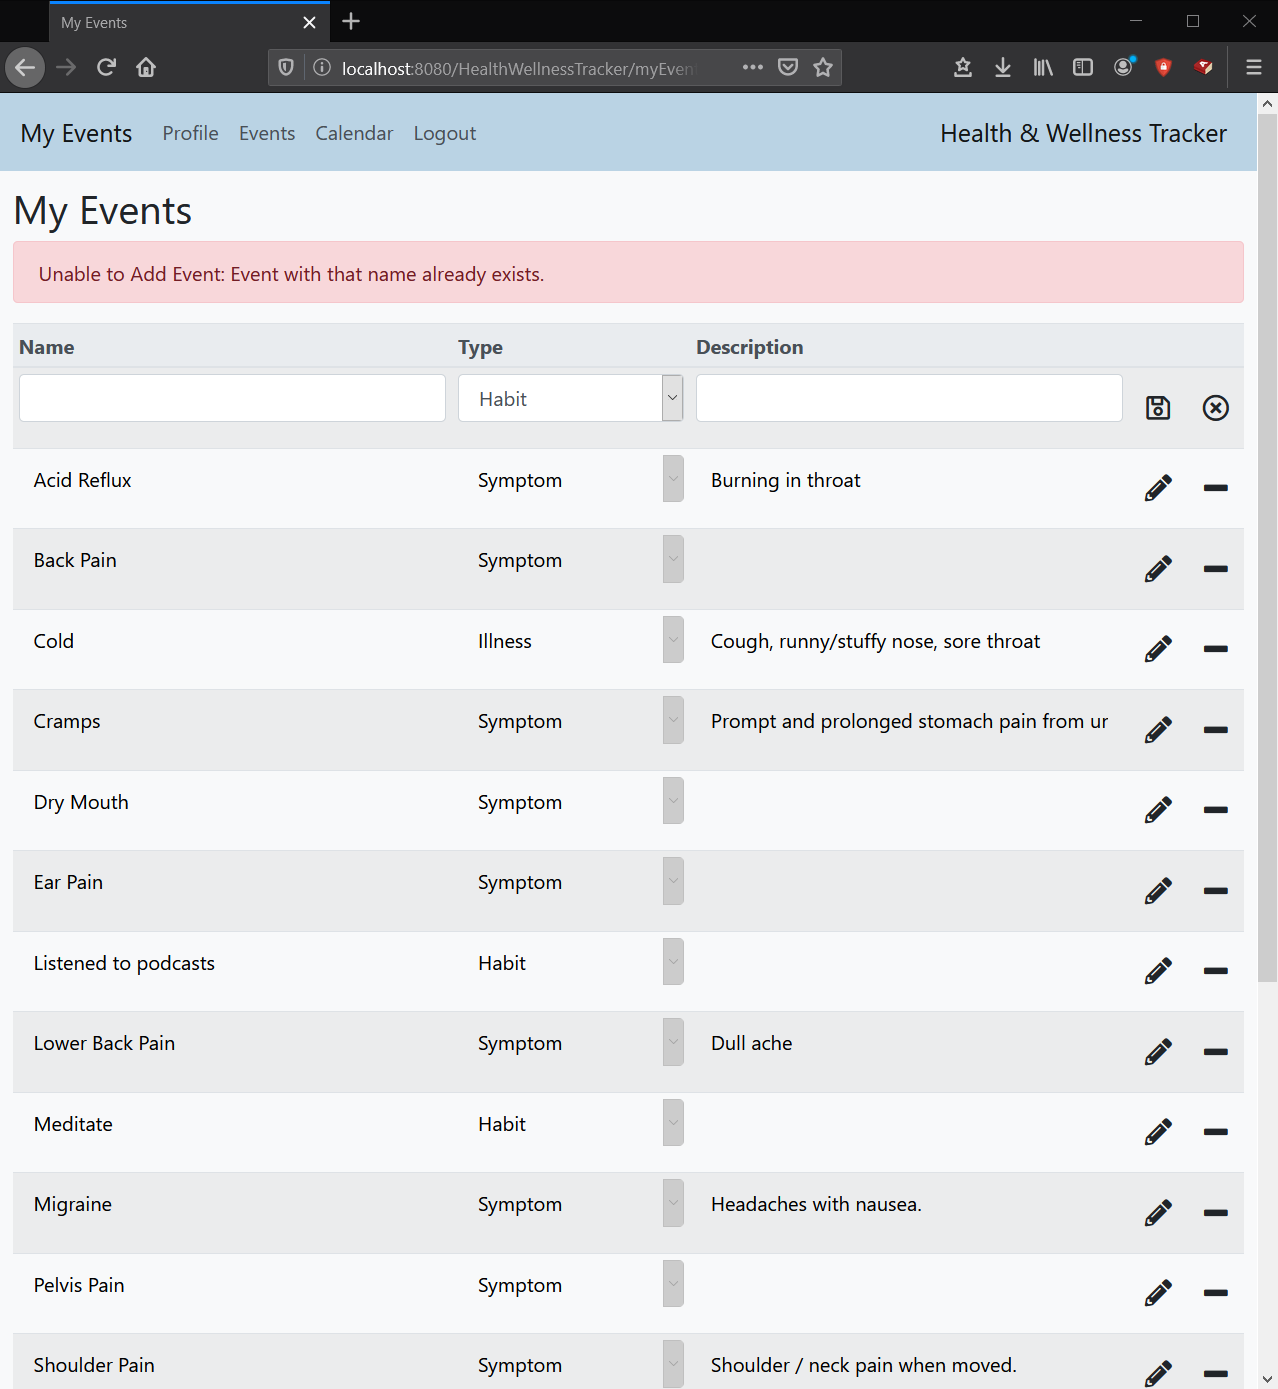 My Events
localhost:8080/HealthWellnessTracker/myEven
My Events Profile Events Calendar Logout Health & Wellness Tracker
My Events
Unable to Add Event: Event with that name already exists.
Name Type Description
Habit
Acid Reflux Symptom Burning in throat
Back Pain Symptom
Cold Illness Cough, runny/stuffy nose, sore throat
Cramps Symptom Prompt and prolonged stomach pain from ur
Dry Mouth Symptom
Ear Pain Symptom
Listened to podcasts Habit
Lower Back Pain Symptom Dull ache
Meditate Habit
Migraine Symptom Headaches with nausea.
Pelvis Pain Symptom
Shoulder Pain Symptom Shoulder / neck pain when moved.